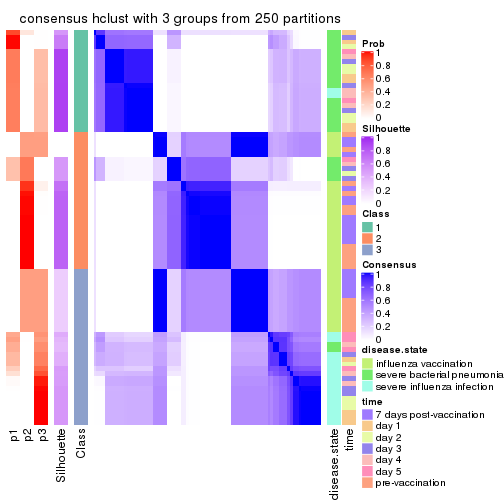 consensus hclust with 3 groups from 250 partitions
Prob
1
0.8
0.6
0.4
0.2
0
Silhouette
1
0.8
0.6
0.4
0.2
0
Class
1
2
3
Consensus
1
0.8
0.6
0.4
0.2
0
disease.state
influenza vaccination
severe bacterial pneumonia
severe influenza infection
time
7 days post-vaccination
day 1
day 2
day 3
day 4
day 5
pre-vaccination
p1
p2
p3
Silhouette
Class
disease.state
time